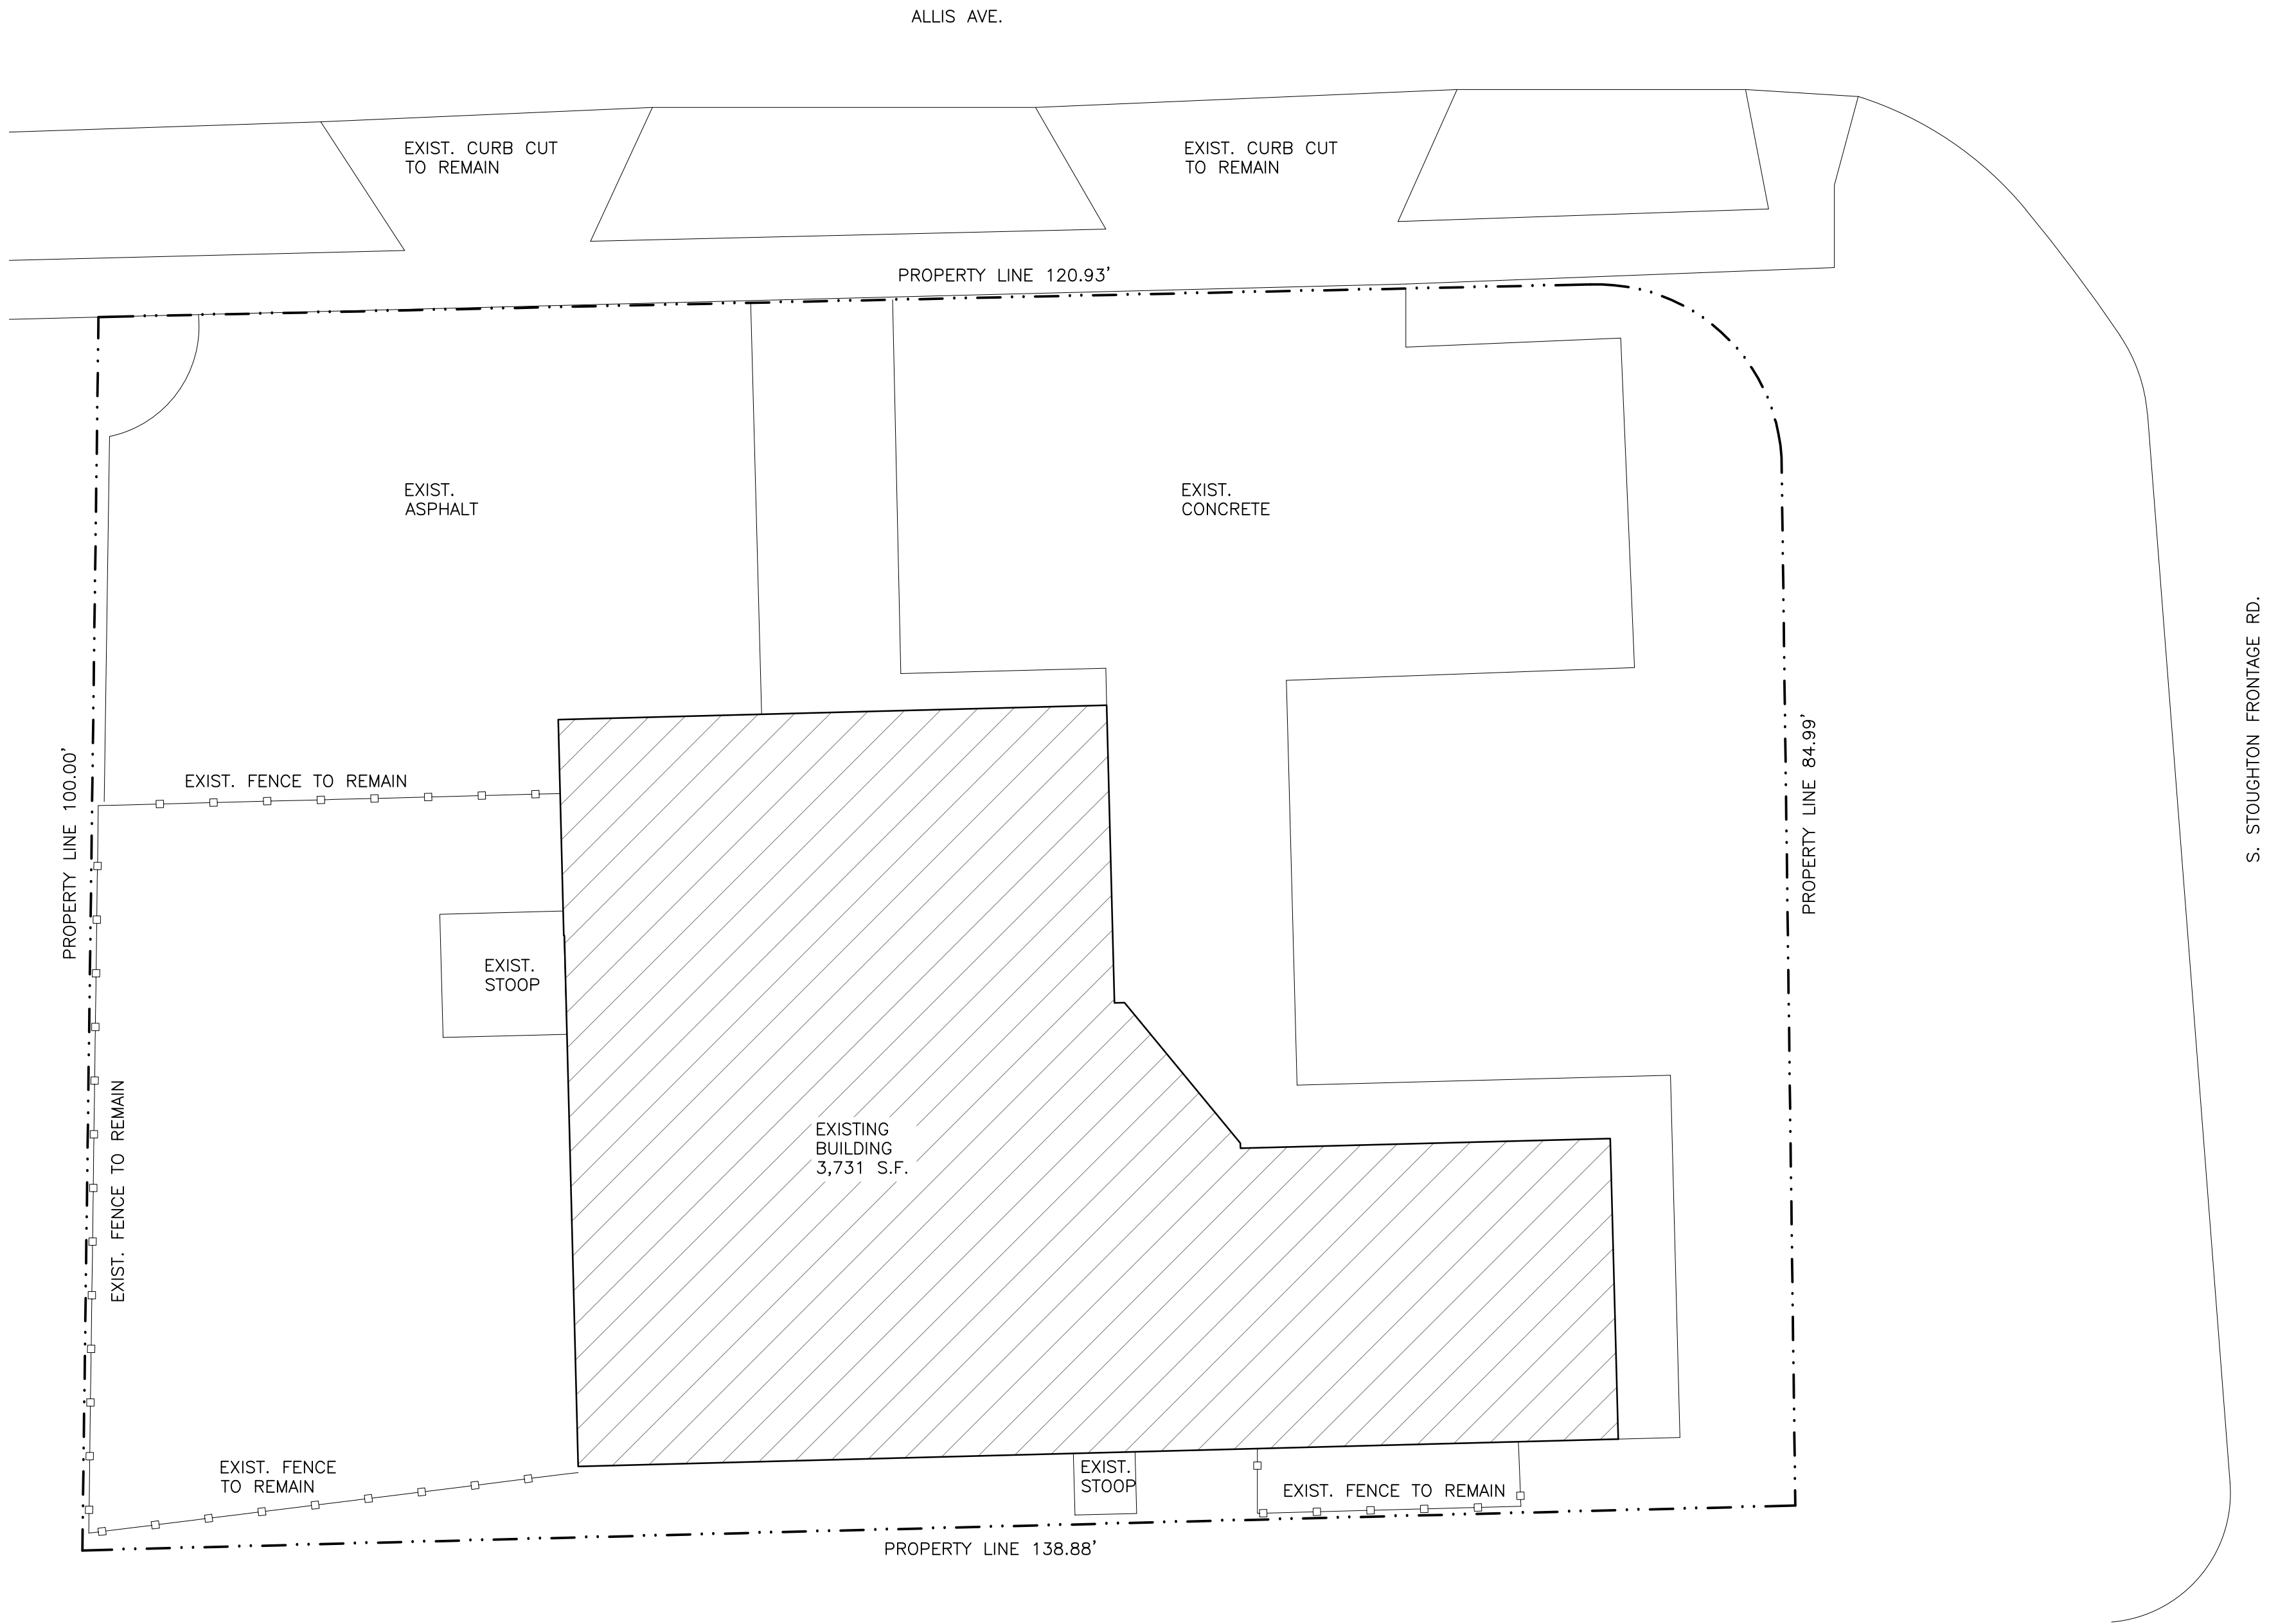 ALLIS AVE.
EXIST. CURB CUT
TO REMAIN
EXIST. CURB CUT
TO REMAIN
PROPERTY LINE 120.93'
EXIST.
ASPHALT
EXIST.
CONCRETE
S. STOUGHTON FRONTAGE RD.
PROPERTY LINE 100.00'
EXIST. FENCE TO REMAIN
PROPERTY LINE 84.99'
EXIST.
STOOP
EXIST. FENCE TO REMAIN
EXISTING
BUILDING
3,731 S.F.
EXIST. FENCE
TO REMAIN
EXIST.
STOOP
EXIST. FENCE TO REMAIN
PROPERTY LINE 138.88'